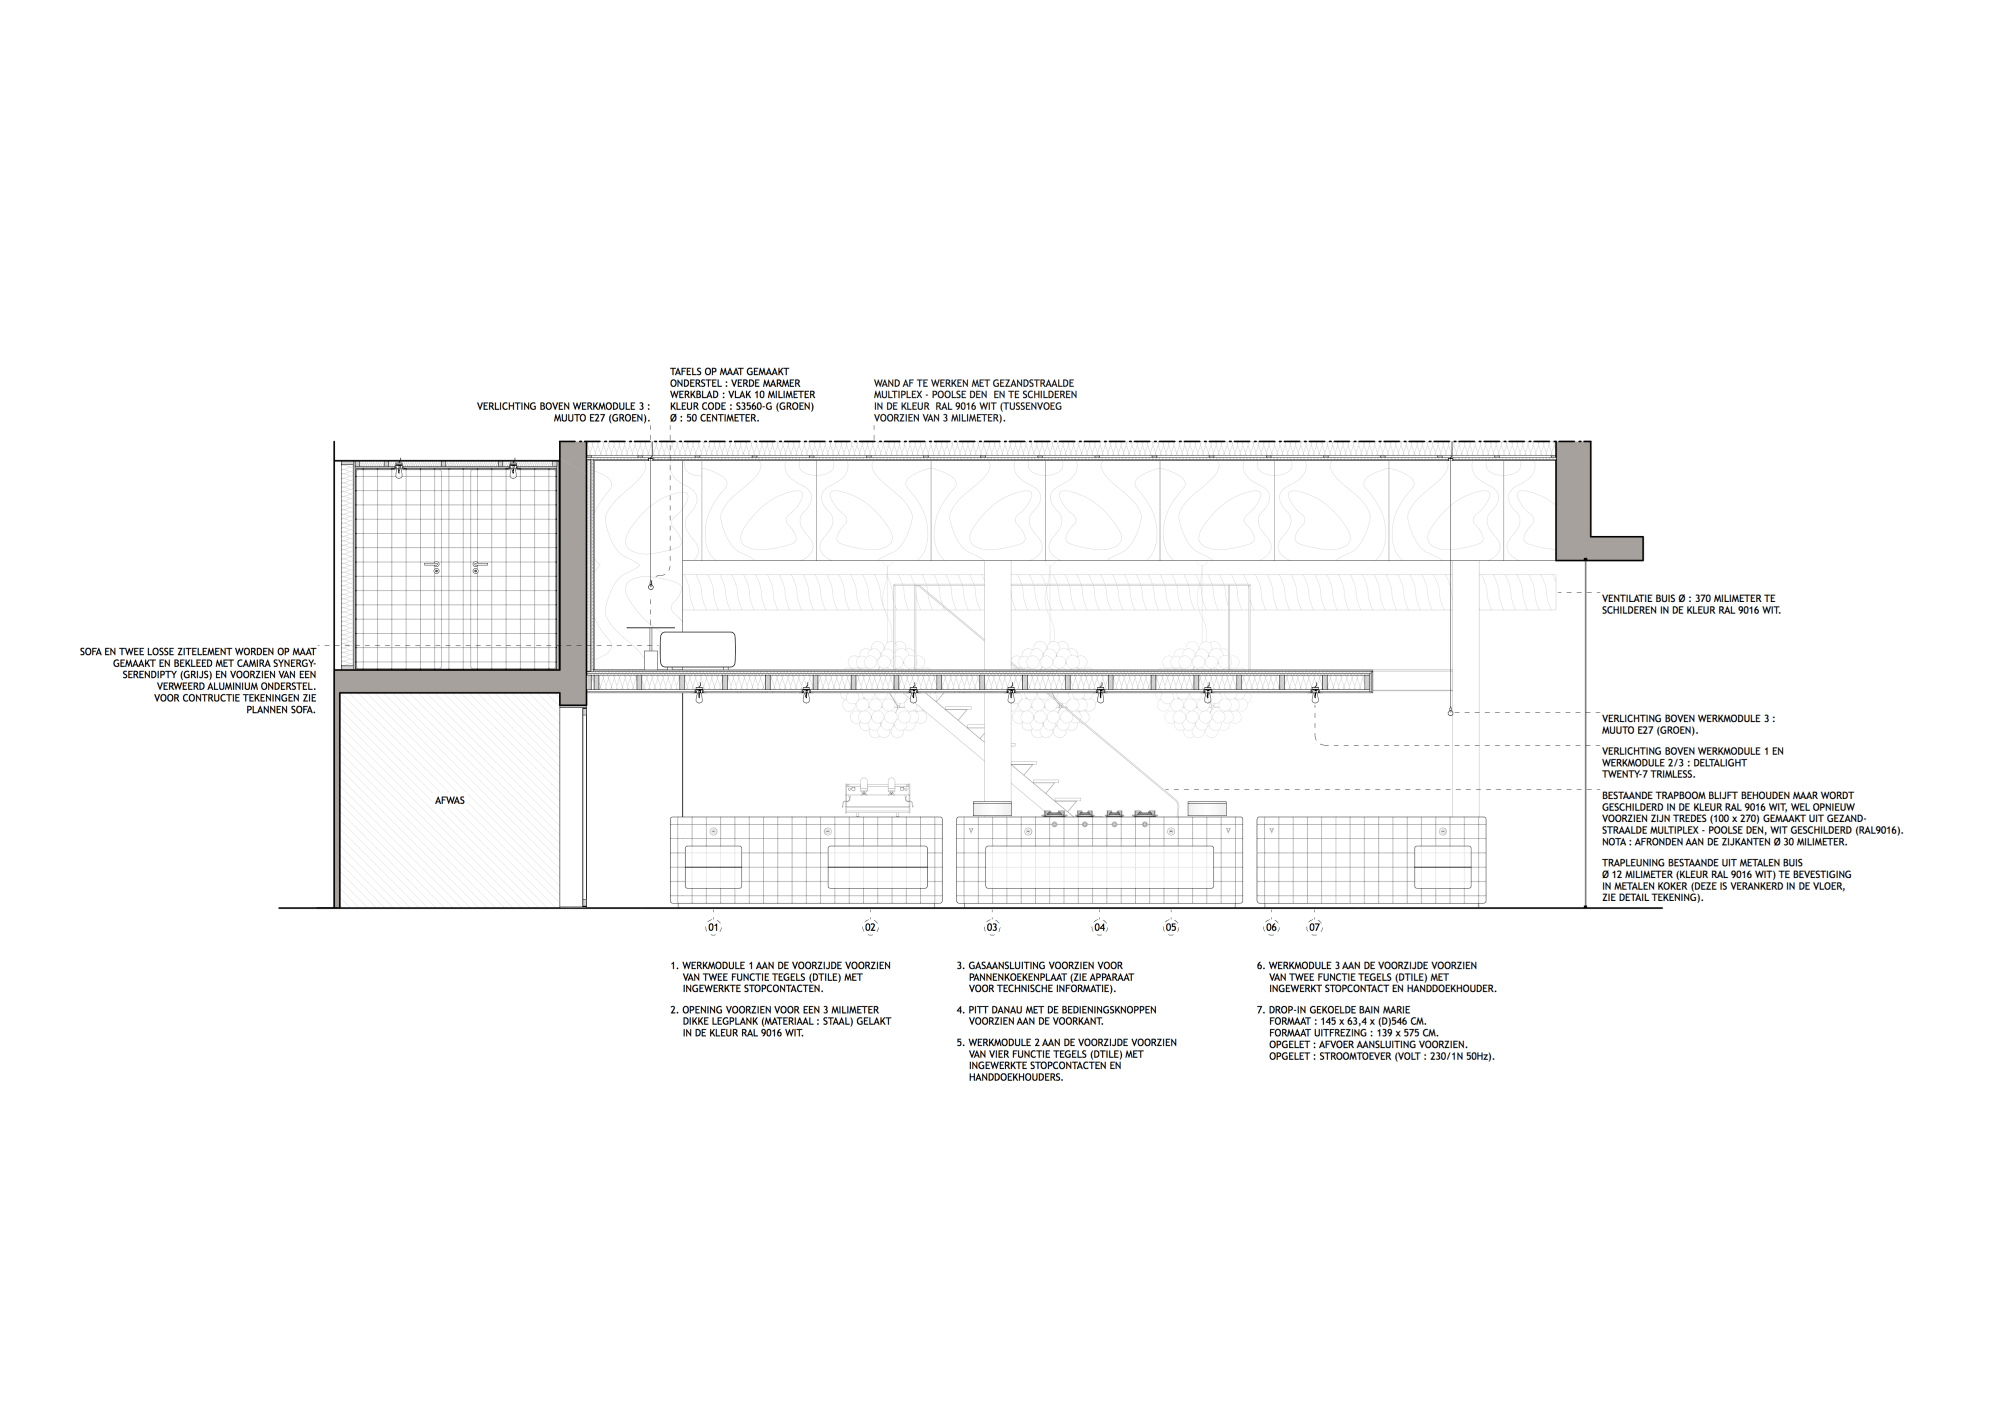 TAFELS OP MAAT GEMAAKT
ONDERSTEL : VERDE MARMER
WERKBLAD : VLAK 10 MILIMETER
KLEUR CODE : S3560-G (GROEN)
Ø : 50 CENTIMETER.
WAND AF TE WERKEN MET GEZANDSTRAALDE
MULTIPLEX - POOLSE DEN EN TE SCHILDEREN
IN DE KLEUR RAL 9016 WIT (TUSSENVOEG
VOORZIEN VAN 3 MILIMETER).
VERLICHTING BOVEN WERKMODULE 3 :
MUUTO E27 (GROEN).
VENTILATIE BUIS Ø : 370 MILIMETER TE
SCHILDEREN IN DE KLEUR RAL 9016 WIT.
SOFA EN TWEE LOSSE ZITELEMENT WORDEN OP MAAT
GEMAAKT EN BEKLEED MET CAMIRA SYNERGY-
SERENDIPTY (GRIJS) EN VOORZIEN VAN EEN
VERWEERD ALUMINIUM ONDERSTEL.
VOOR CONTRUCTIE TEKENINGEN ZIE
PLANNEN SOFA.
VERLICHTING BOVEN WERKMODULE 3 :
MUUTO E27 (GROEN).
VERLICHTING BOVEN WERKMODULE 1 EN
WERKMODULE 2/3 : DELTALIGHT
TWENTY-7 TRIMLESS.
BESTAANDE TRAPBOOM BLIJFT BEHOUDEN MAAR WORDT
GESCHILDERD IN DE KLEUR RAL 9016 WIT, WEL OPNIEUW
VOORZIEN ZIJN TREDES (100 x 270) GEMAAKT UIT GEZAND-
STRAALDE MULTIPLEX - POOLSE DEN, WIT GESCHILDERD (RAL9016).
NOTA : AFRONDEN AAN DE ZIJKANTEN Ø 30 MILIMETER.
TRAPLEUNING BESTAANDE UIT METALEN BUIS
Ø 12 MILIMETER (KLEUR RAL 9016 WIT) TE BEVESTIGING
IN METALEN KOKER (DEZE IS VERANKERD IN DE VLOER,
ZIE DETAIL TEKENING).
AFWAS
01
02
03
04
05
06
07
1. WERKMODULE 1 AAN DE VOORZIJDE VOORZIEN
VAN TWEE FUNCTIE TEGELS (DTILE) MET
INGEWERKTE STOPCONTACTEN.
2. OPENING VOORZIEN VOOR EEN 3 MILIMETER
DIKKE LEGPLANK (MATERIAAL : STAAL) GELAKT
IN DE KLEUR RAL 9016 WIT.
3. GASAANSLUITING VOORZIEN VOOR
PANNENKOEKENPLAAT (ZIE APPARAAT
VOOR TECHNISCHE INFORMATIE).
4. PITT DANAU MET DE BEDIENINGSKNOPPEN
VOORZIEN AAN DE VOORKANT.
5. WERKMODULE 2 AAN DE VOORZIJDE VOORZIEN
VAN VIER FUNCTIE TEGELS (DTILE) MET
INGEWERKTE STOPCONTACTEN EN
HANDDOEKHOUDERS.
6. WERKMODULE 3 AAN DE VOORZIJDE VOORZIEN
VAN TWEE FUNCTIE TEGELS (DTILE) MET
INGEWERKT STOPCONTACT EN HANDDOEKHOUDER.
7. DROP-IN GEKOELDE BAIN MARIE
FORMAAT : 145 x 63,4 x (D)546 CM.
FORMAAT UITFREZING : 139 x 575 CM.
OPGELET : AFVOER AANSLUITING VOORZIEN.
OPGELET : STROOMTOEVER (VOLT : 230/1N 50Hz).